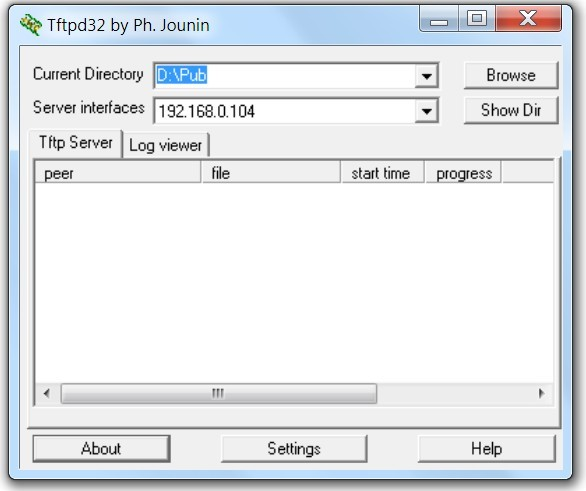 Tftpd32 by Ph. Jounin
Current Directory D:\Pub Browse
Server interfaces 192.168.0.104 Show Dir
Tftp Server Log viewer
peer file start time progress
About Settings Help